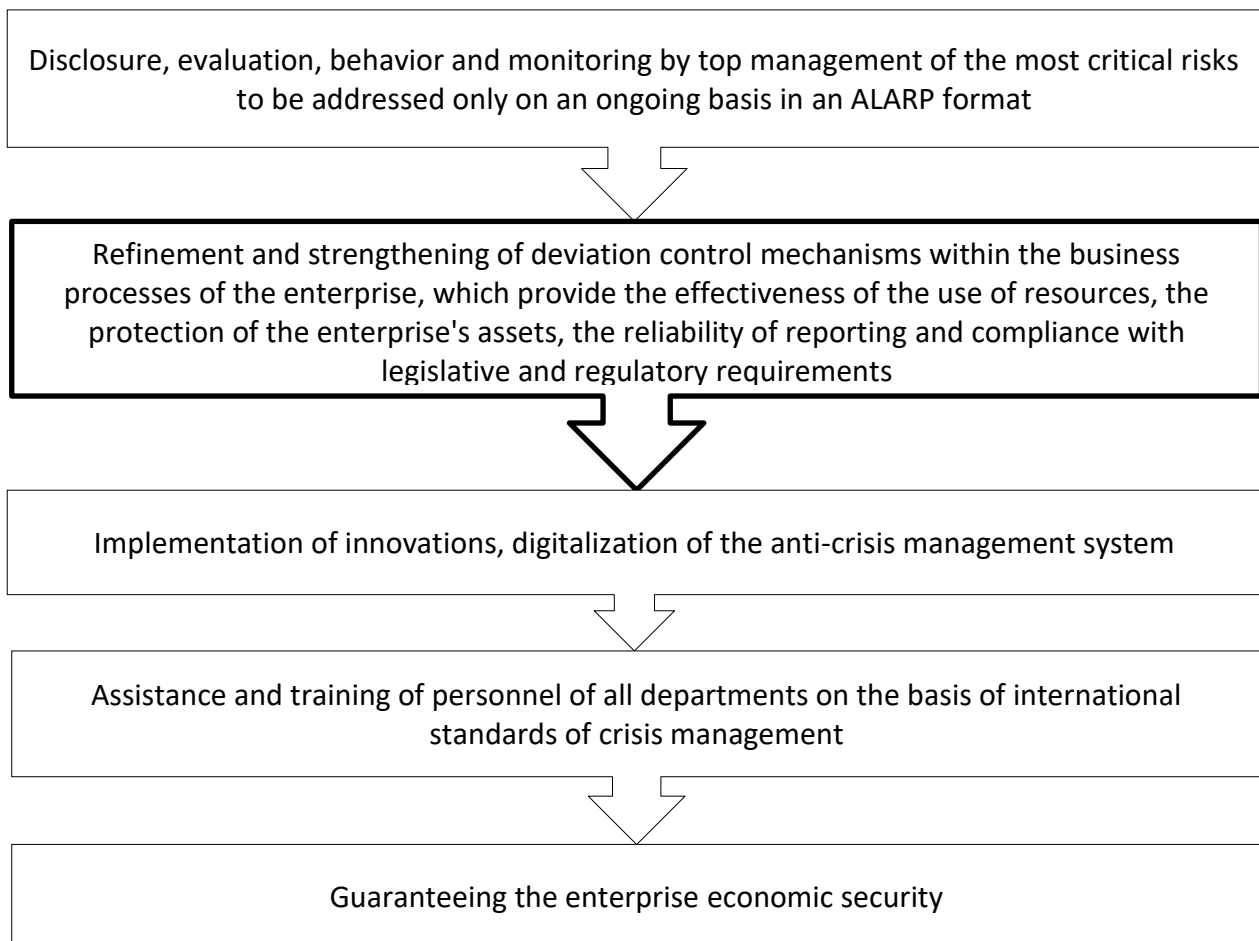 Disclosure, evaluation, behavior and monitoring by top management of the most critical risks
to be addressed only on an ongoing basis in an ALARP format
Refinement and strengthening of deviation control mechanisms within the business
processes of the enterprise, which provide the effectiveness of the use of resources, the
protection of the enterprise's assets, the reliability of reporting and compliance with
legislative and regulatory requirements
Implementation of innovations, digitalization of the anti-crisis management system
Assistance and training of personnel of all departments on the basis of international
standards of crisis management
Guaranteeing the enterprise economic security